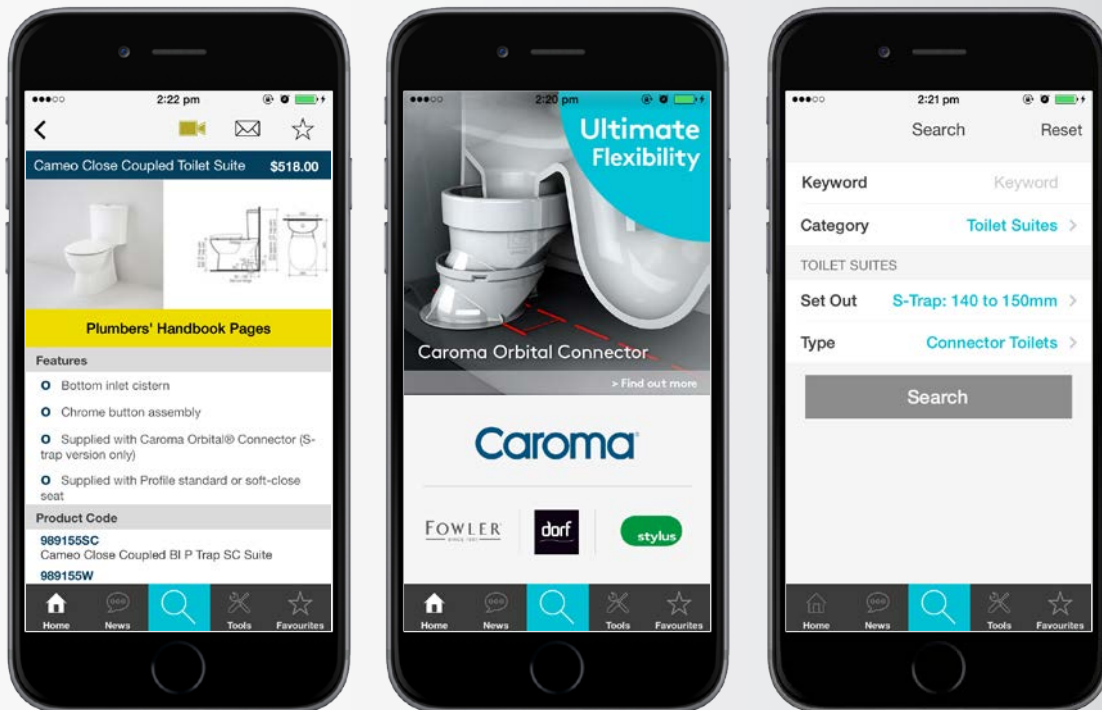 2:22 pm
Cameo Close Coupled Toilet Suite $518.00
Plumbers' Handbook Pages
Features
O Bottom inlet cistern
O Chrome button assembly
O Supplied with Caroma Orbital® Connector (S-
trap version only)
O Supplied with Profile standard or soft-close
seat
Product Code
989155SC
Cameo Close Coupled BI P Trap SC Suite
989155W
Home News Tools Favourites
2:20 pm
Ultimate
Flexibility
Caroma Orbital Connector
> Find out more
Caroma
FOWLER
dorf
stylus
Home News Tools Favourites
2:21 pm
Search Reset
Keyword Keyword
Category Toilet Suites >
TOILET SUITES
Set Out S-Trap: 140 to 150mm >
Type Connector Toilets >
Search
Home News Tools Favourites